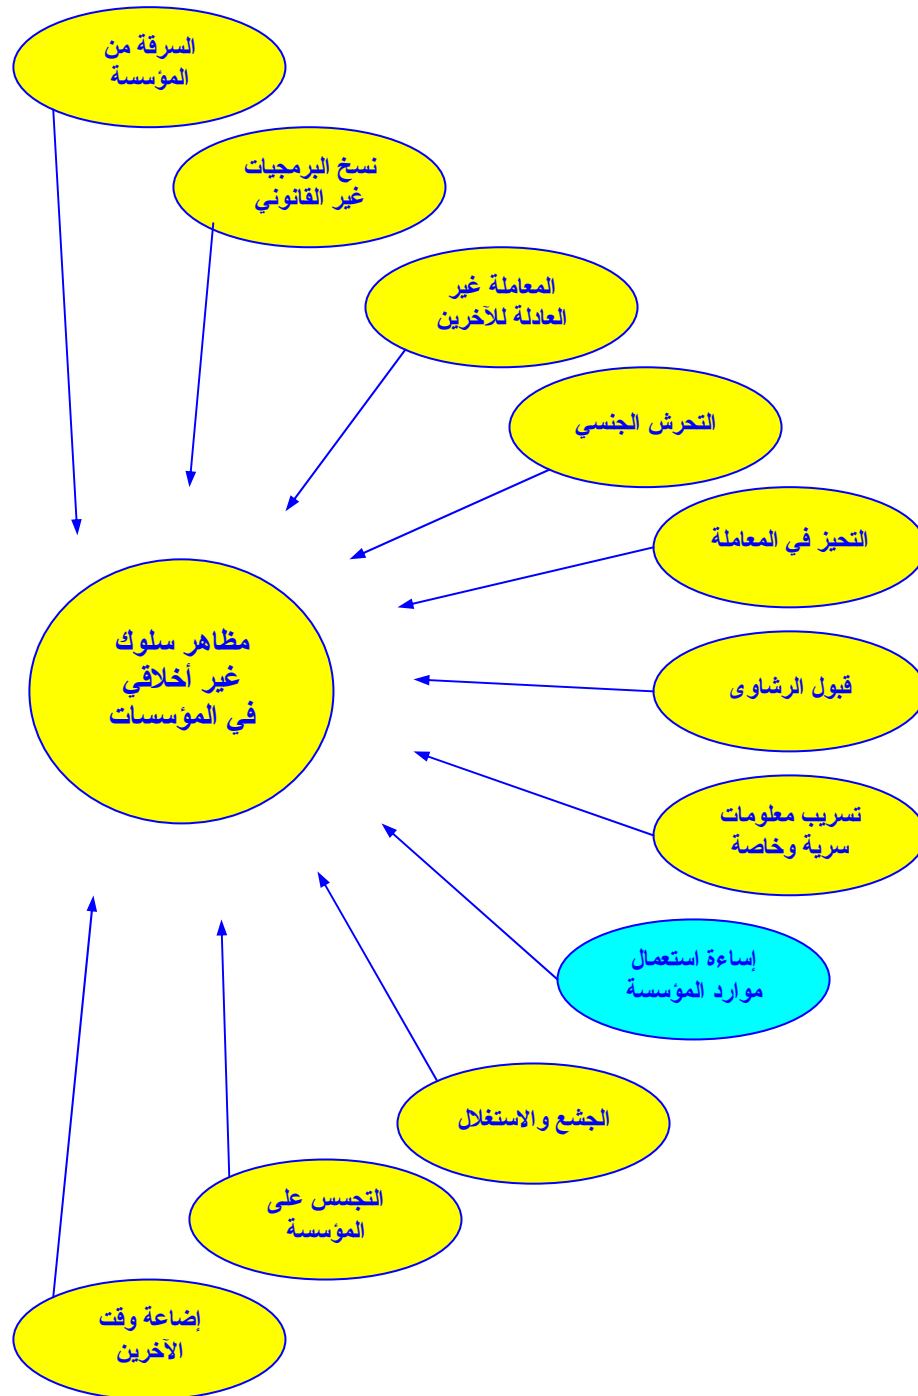 السرقة من
المؤسسة
نسخ البرمجيات
غير القانوني
المعاملة غير
العادلة للآخرين
التحرش الجنسي
التحيز في المعاملة
مظاهر سلوك
غير أخلاقي
في المؤسسات
قبول الرشاوى
تسريب معلومات
سرية وخاصة
إساءة استعمال
موارد المؤسسة
الجشع والاستغلال
التجسس على
المؤسسة
إضاعة وقت
الآخرين